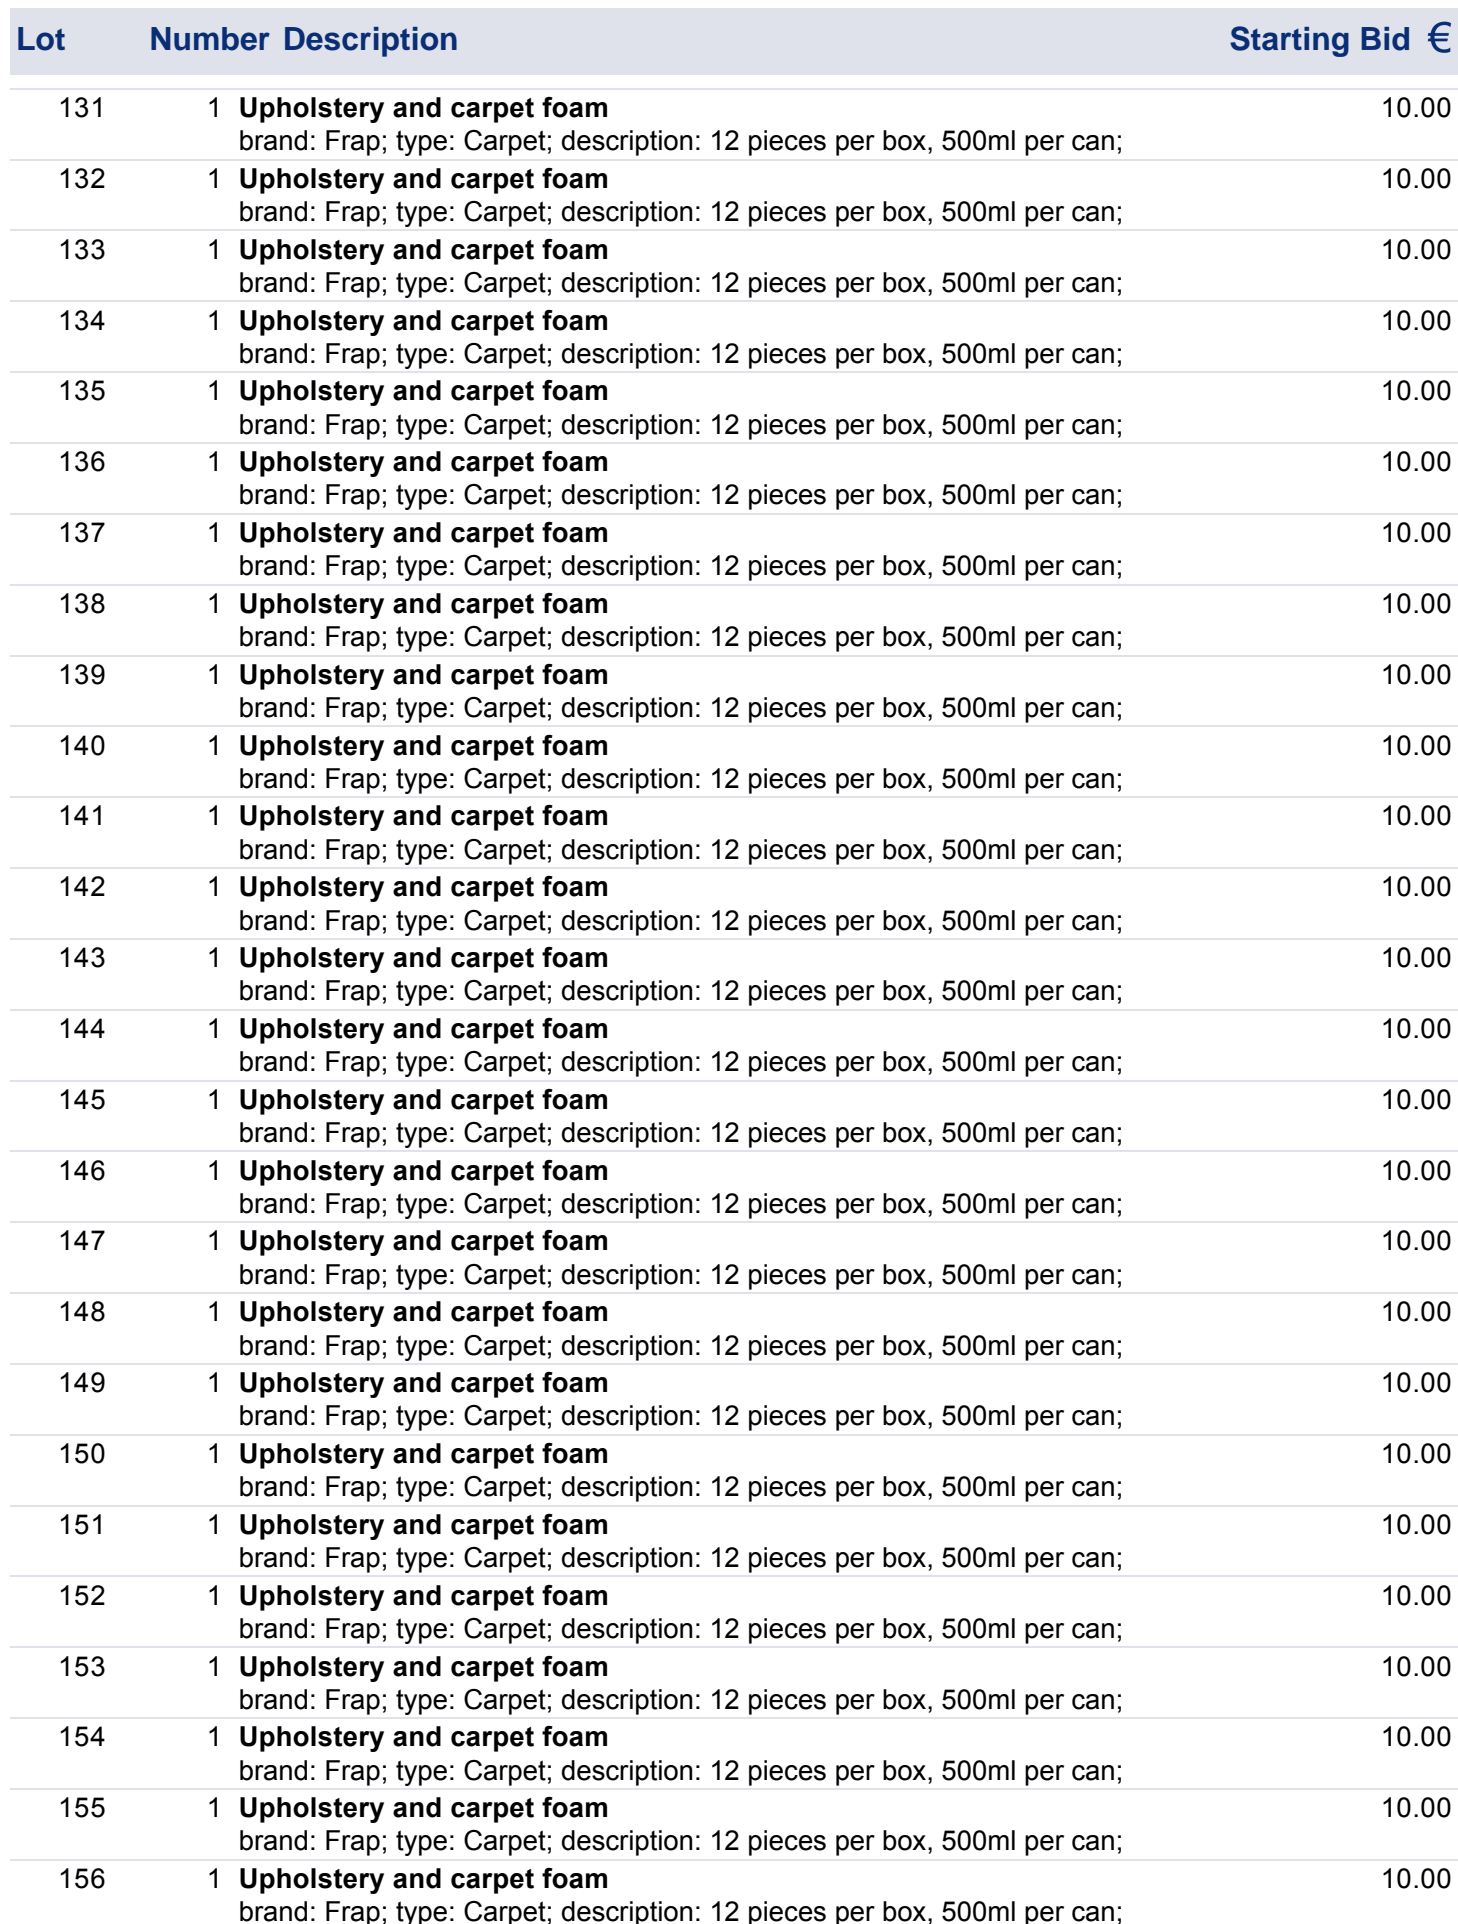 Lot Number Description Starting Bid €
131 1 Upholstery and carpet foam 10.00
brand: Frap; type: Carpet; description: 12 pieces per box, 500ml per can;
132 1 Upholstery and carpet foam 10.00
brand: Frap; type: Carpet; description: 12 pieces per box, 500ml per can;
133 1 Upholstery and carpet foam 10.00
brand: Frap; type: Carpet; description: 12 pieces per box, 500ml per can;
134 1 Upholstery and carpet foam 10.00
brand: Frap; type: Carpet; description: 12 pieces per box, 500ml per can;
135 1 Upholstery and carpet foam 10.00
brand: Frap; type: Carpet; description: 12 pieces per box, 500ml per can;
136 1 Upholstery and carpet foam 10.00
brand: Frap; type: Carpet; description: 12 pieces per box, 500ml per can;
137 1 Upholstery and carpet foam 10.00
brand: Frap; type: Carpet; description: 12 pieces per box, 500ml per can;
138 1 Upholstery and carpet foam 10.00
brand: Frap; type: Carpet; description: 12 pieces per box, 500ml per can;
139 1 Upholstery and carpet foam 10.00
brand: Frap; type: Carpet; description: 12 pieces per box, 500ml per can;
140 1 Upholstery and carpet foam 10.00
brand: Frap; type: Carpet; description: 12 pieces per box, 500ml per can;
141 1 Upholstery and carpet foam 10.00
brand: Frap; type: Carpet; description: 12 pieces per box, 500ml per can;
142 1 Upholstery and carpet foam 10.00
brand: Frap; type: Carpet; description: 12 pieces per box, 500ml per can;
143 1 Upholstery and carpet foam 10.00
brand: Frap; type: Carpet; description: 12 pieces per box, 500ml per can;
144 1 Upholstery and carpet foam 10.00
brand: Frap; type: Carpet; description: 12 pieces per box, 500ml per can;
145 1 Upholstery and carpet foam 10.00
brand: Frap; type: Carpet; description: 12 pieces per box, 500ml per can;
146 1 Upholstery and carpet foam 10.00
brand: Frap; type: Carpet; description: 12 pieces per box, 500ml per can;
147 1 Upholstery and carpet foam 10.00
brand: Frap; type: Carpet; description: 12 pieces per box, 500ml per can;
148 1 Upholstery and carpet foam 10.00
brand: Frap; type: Carpet; description: 12 pieces per box, 500ml per can;
149 1 Upholstery and carpet foam 10.00
brand: Frap; type: Carpet; description: 12 pieces per box, 500ml per can;
150 1 Upholstery and carpet foam 10.00
brand: Frap; type: Carpet; description: 12 pieces per box, 500ml per can;
151 1 Upholstery and carpet foam 10.00
brand: Frap; type: Carpet; description: 12 pieces per box, 500ml per can;
152 1 Upholstery and carpet foam 10.00
brand: Frap; type: Carpet; description: 12 pieces per box, 500ml per can;
153 1 Upholstery and carpet foam 10.00
brand: Frap; type: Carpet; description: 12 pieces per box, 500ml per can;
154 1 Upholstery and carpet foam 10.00
brand: Frap; type: Carpet; description: 12 pieces per box, 500ml per can;
155 1 Upholstery and carpet foam 10.00
brand: Frap; type: Carpet; description: 12 pieces per box, 500ml per can;
156 1 Upholstery and carpet foam 10.00
brand: Frap; type: Carpet; description: 12 pieces per box, 500ml per can;